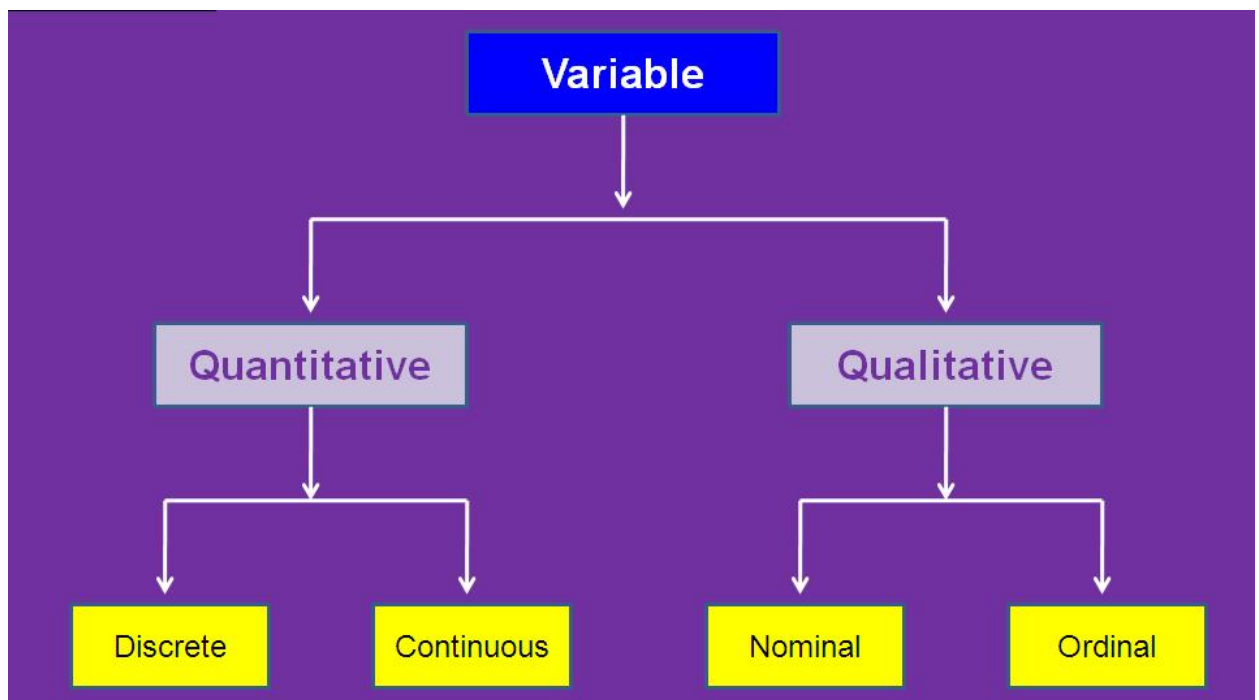 Variable
Quantitative
Qualitative
Discrete
Continuous
Nominal
Ordinal